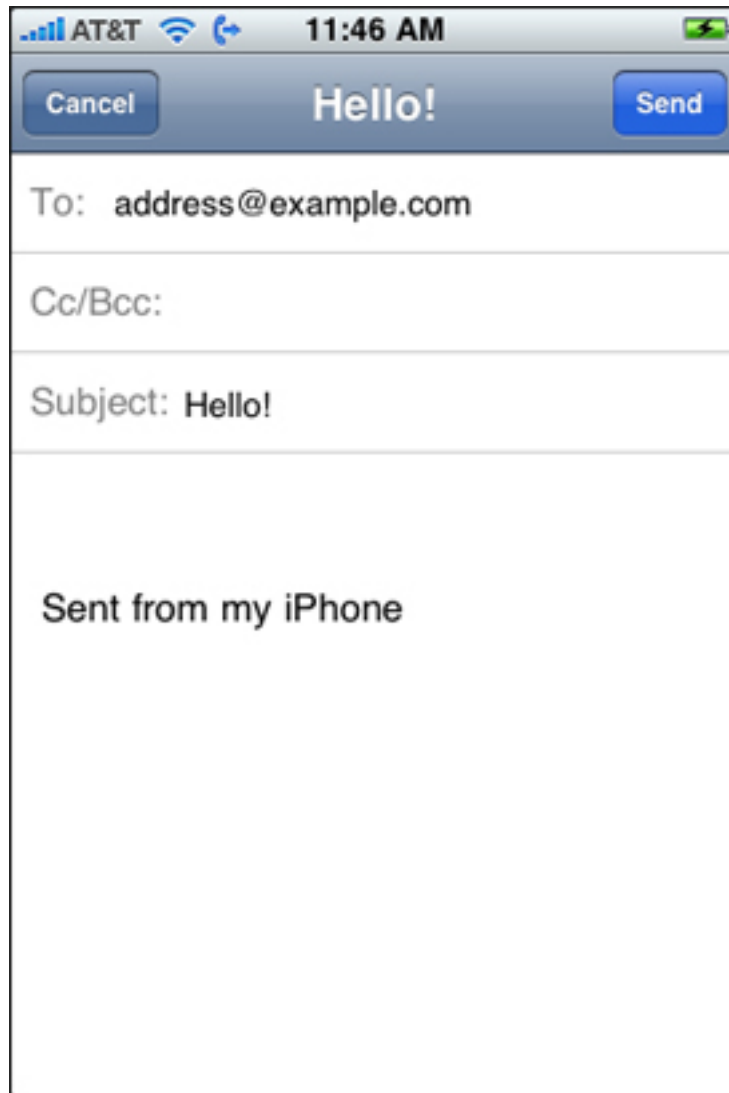 AT&T 11:46 AM
Cancel Hello! Send
To: address@example.com
Cc/Bcc:
Subject: Hello!
Sent from my iPhone